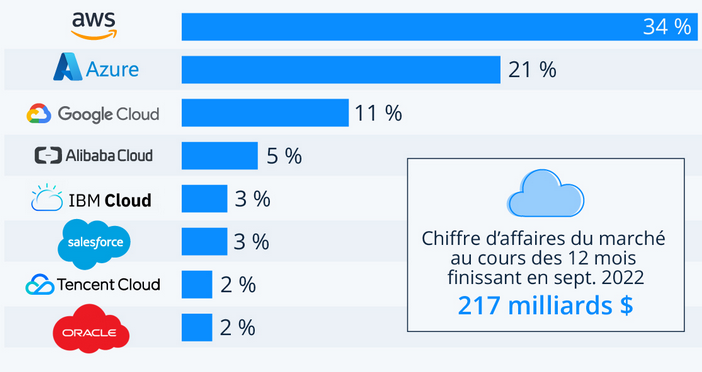 aws
34 %
Azure
21 %
Google Cloud
11 %
Alibaba Cloud
5 %
IBM Cloud
3 %
salesforce
3 %
Tencent Cloud
2 %
ORACLE
2 %
Chiffre d'affaires du marché
au cours des 12 mois
finissant en sept. 2022
217 milliards $